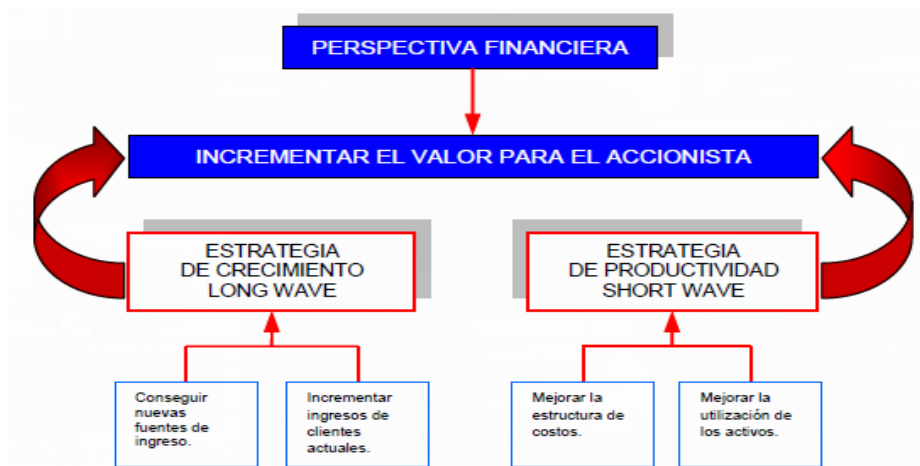 PERSPECTIVA FINANCIERA
INCREMENTAR EL VALOR PARA EL ACCIONISTA
ESTRATEGIA
DE CRECIMIENTO
LONG WAVE
ESTRATEGIA
DE PRODUCTIVIDAD
SHORT WAVE
Conseguir
nuevas
fuentes de
ingreso.
Incrementar
ingresos de
clientes
actuales.
Mejorar la
estructura de
costos.
Mejorar la
utilización de
los activos.